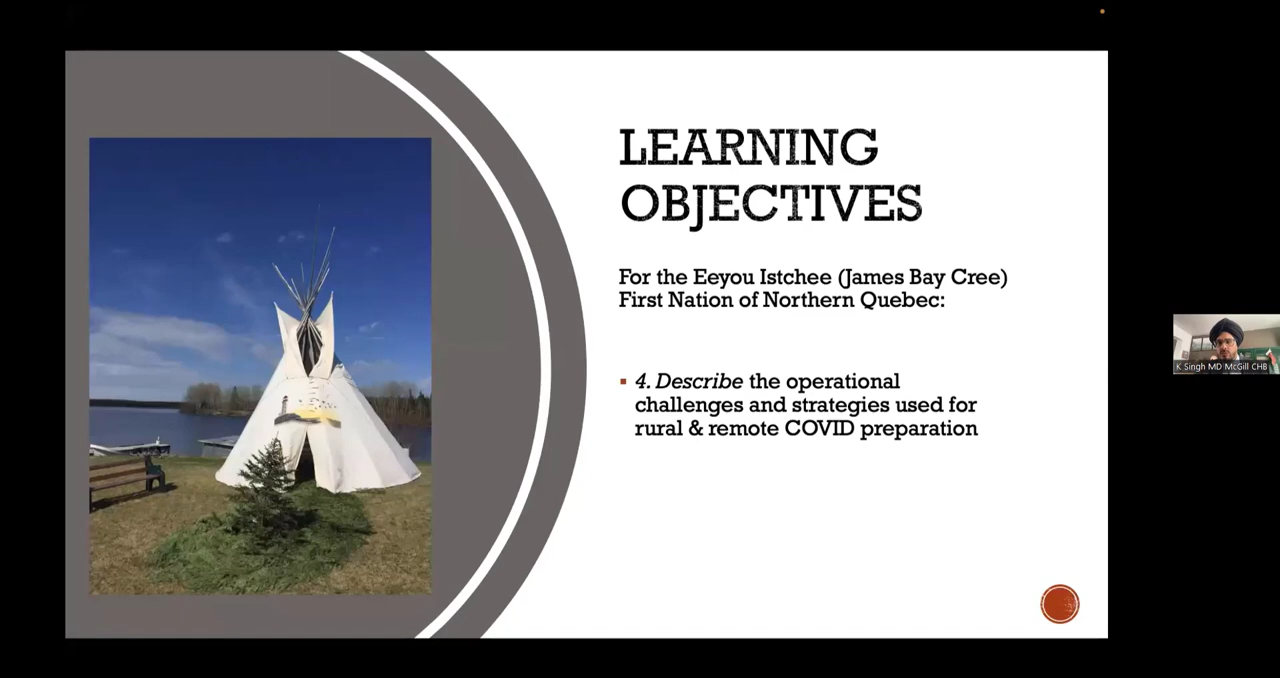 LEARNING
OBJECTIVES
For the Eeyou Istchee (James Bay Cree)
First Nation of Northern Quebec:
4. Describe the operational
challenges and strategies used for
rural & remote COVID preparation
K Singh MD McGill CHB